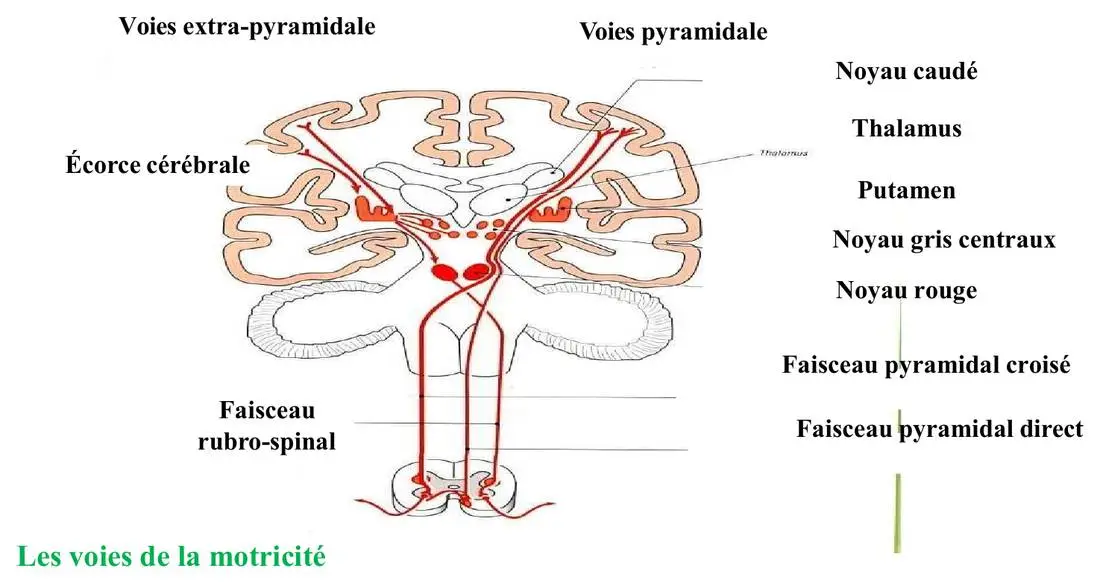 Voies extra-pyramidale
Voies pyramidale
Noyau caudé
Thalamus
Thalamus
Écorce cérébrale
Putamen
Noyau gris centraux
Noyau rouge
Faisceau pyramidal croisé
Faisceau
rubro-spinal
Faisceau pyramidal direct
Les voies de la motricité